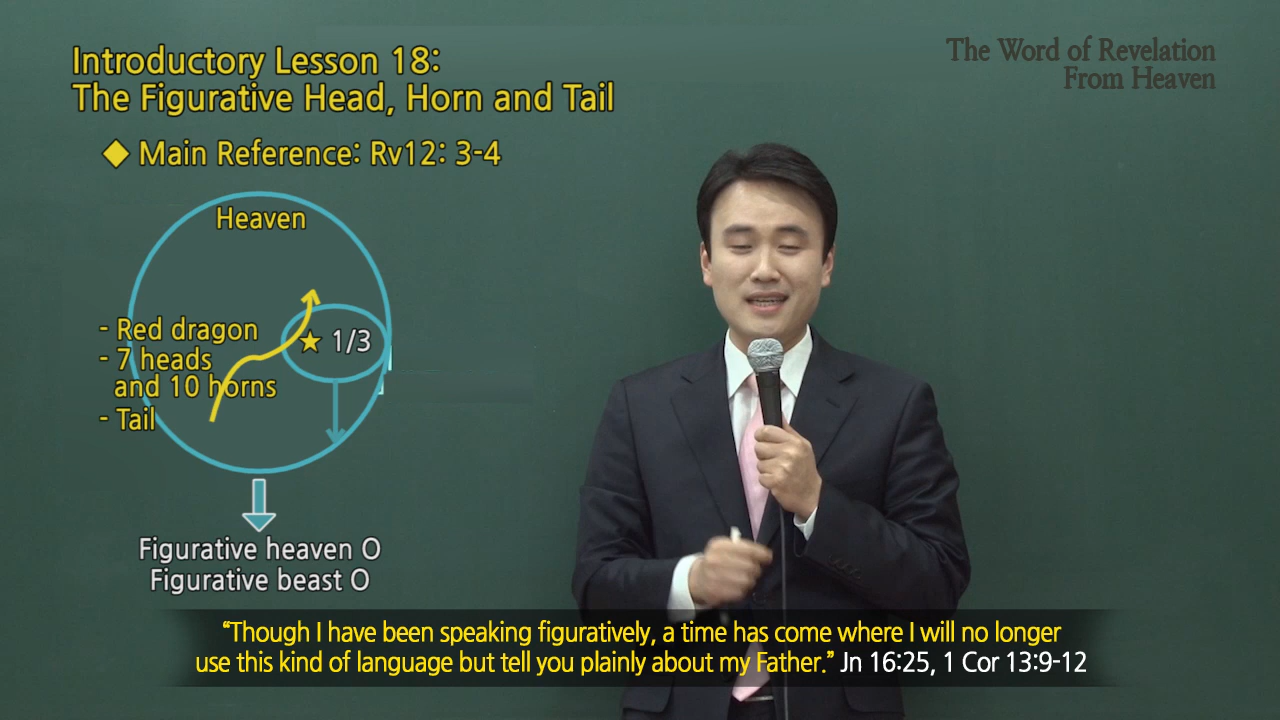 Introductory Lesson 18:
The Figurative Head, Horn and Tail
The Word of Revelation
From Heaven
◆ Main Reference: Rv12: 3-4
Heaven
- Red dragon
- 7 heads
and 10 horns
- Tail
★ 1/3
Figurative heaven O
Figurative beast O
“Though I have been speaking figuratively, a time has come where I will no longer
use this kind of language but tell you plainly about my Father.” Jn 16:25, 1 Cor 13:9-12